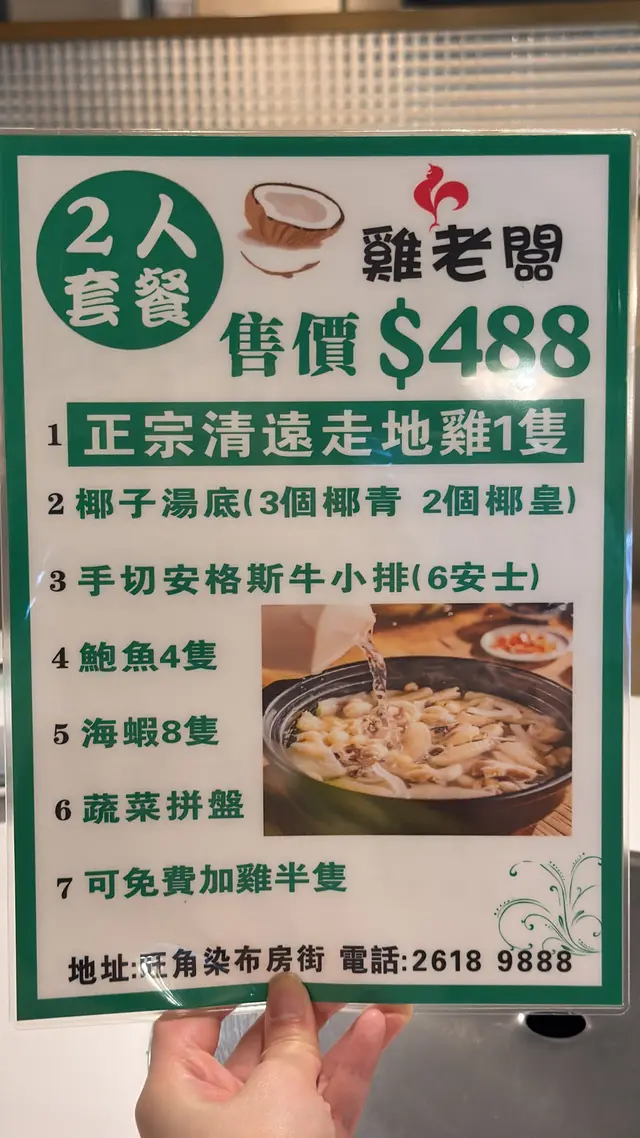 2人
套餐
雞老闆
售價 $488
1 正宗清遠走地雞1隻
2 椰子湯底(3個椰青 2個椰皇)
3 手切安格斯牛小排(6安士)
4 鮑魚4隻
5 海蝦8隻
6 蔬菜拼盤
7 可免費加雞半隻
地址:旺角染布房街 電話:2618 9888